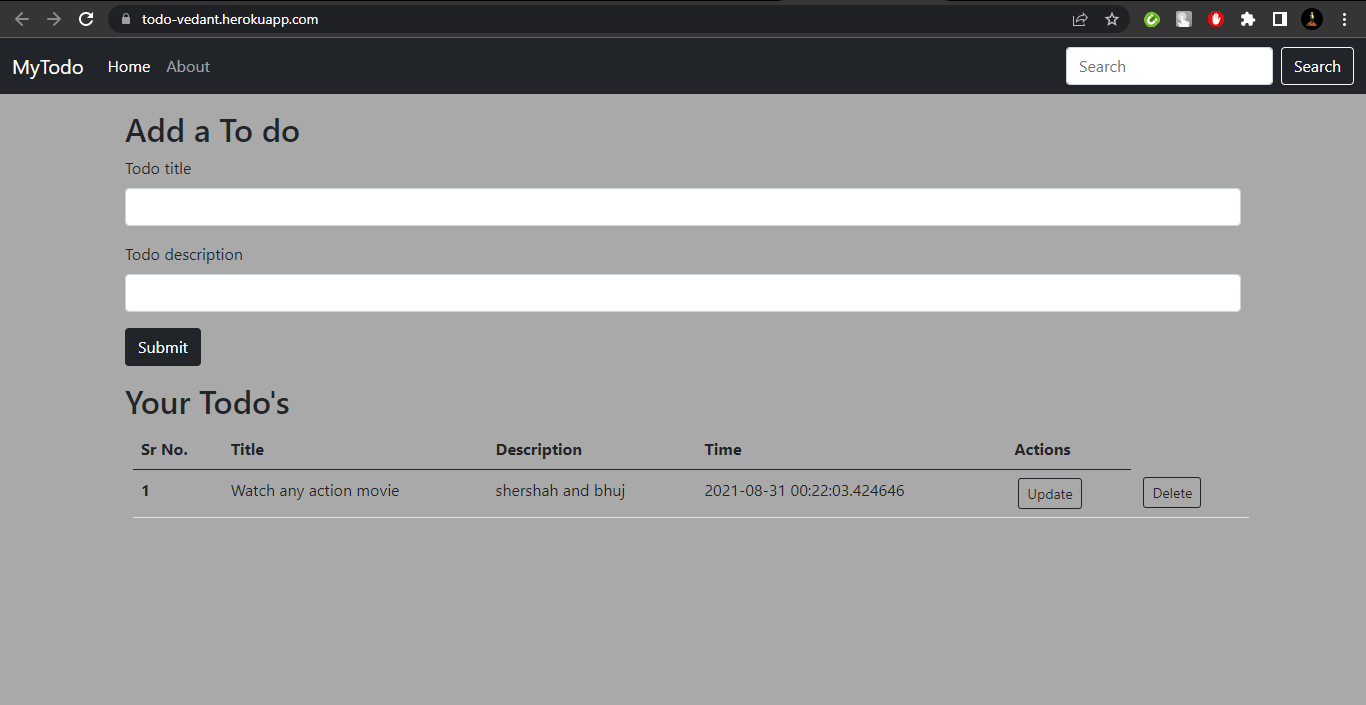 todo-vedant.herokuapp.com
MyTodo Home About Search Search
Add a To do
Todo title
Todo description
Submit
Your Todo's
Sr No. Title Description Time Actions
1 Watch any action movie shershah and bhuj 2021-08-31 00:22:03.424646 Update Delete